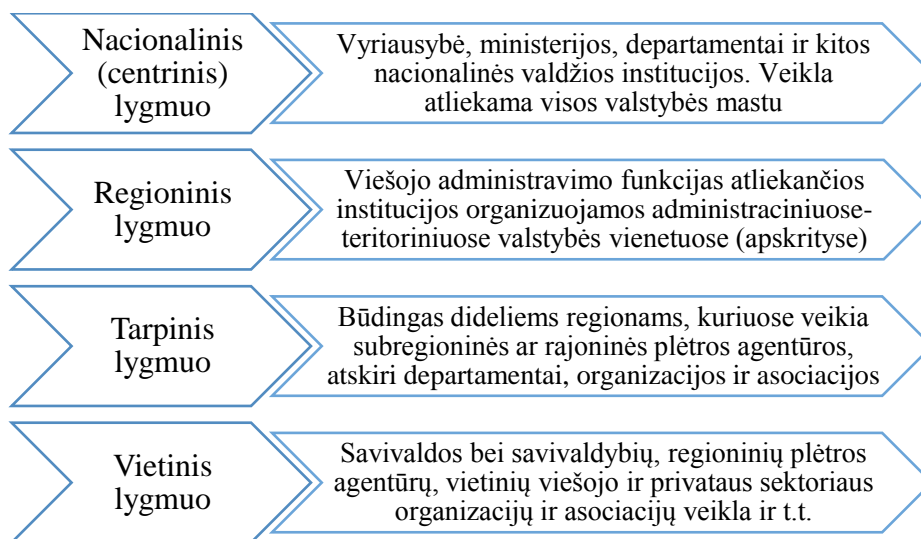 Nacionalinis
(centrinis)
lygmuo
Vyriausybė, ministerijos, departamentai ir kitos
nacionalinės valdžios institucijos. Veikla
atliekama visos valstybės mastu
Regioninis
lygmuo
Viešojo administravimo funkcijas atliekančios
institucijos organizuojamos administraciniuose-
teritoriniuose valstybės vienetuose (apskrityse)
Tarpinis
lygmuo
Būdingas dideliems regionams, kuriuose veikia
subregioninės ar rajoninės plėtros agentūros,
atskiri departamentai, organizacijos ir asociacijos
Vietinis
lygmuo
Savivaldos bei savivaldybių, regioninių plėtros
agentūrų, vietinių viešojo ir privataus sektoriaus
organizacijų ir asociacijų veikla ir t.t.